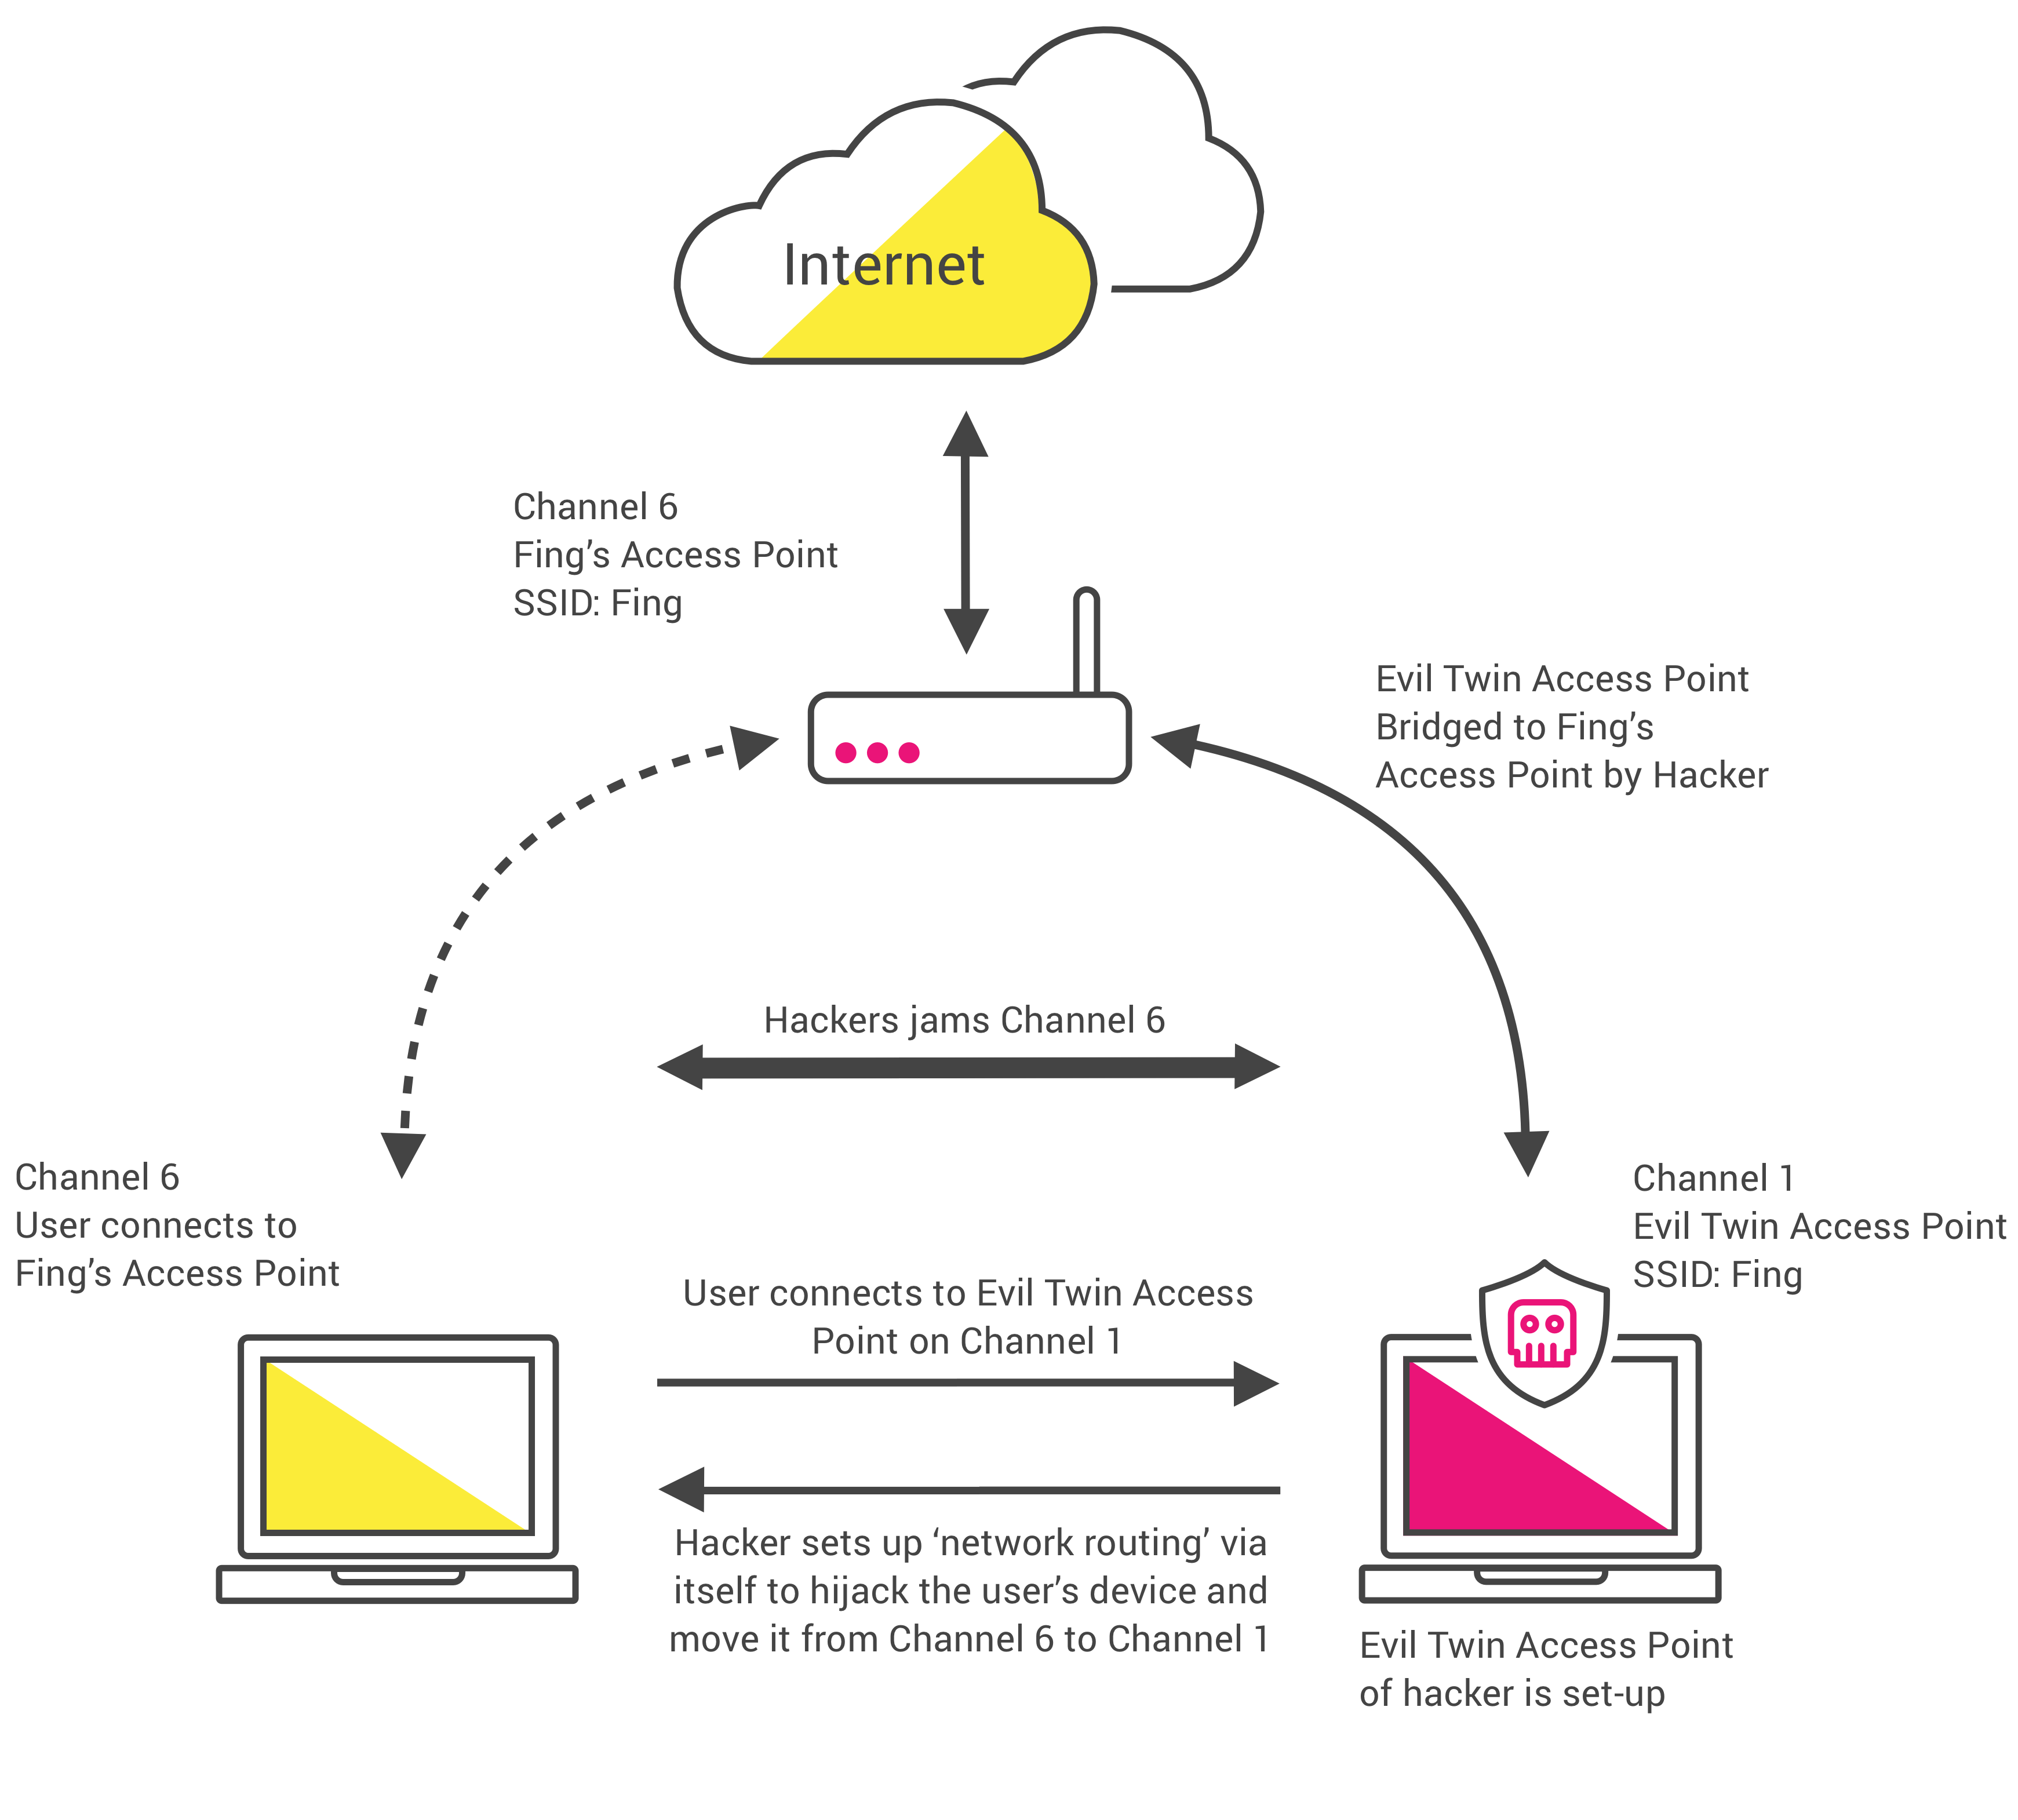 Internet
Channel 6
Fing’s Access Point
SSID: Fing
Evil Twin Access Point
Bridged to Fing’s
Access Point by Hacker
Hackers jams Channel 6
Channel 6
User connects to
Fing’s Access Point
Channel 1
Evil Twin Access Point
SSID: Fing
User connects to Evil Twin Access
Point on Channel 1
Hacker sets up ‘network routing’ via
itself to hijack the user’s device and
move it from Channel 6 to Channel 1
Evil Twin Access Point
of hacker is set-up